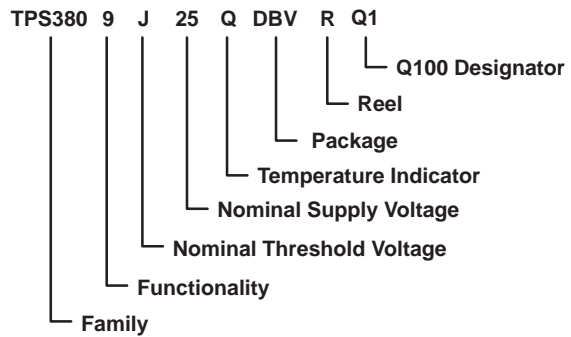 TPS380 9 J 25 Q DBV R Q1
Q100 Designator
Reel
Package
Temperature Indicator
Nominal Supply Voltage
Nominal Threshold Voltage
Functionality
Family